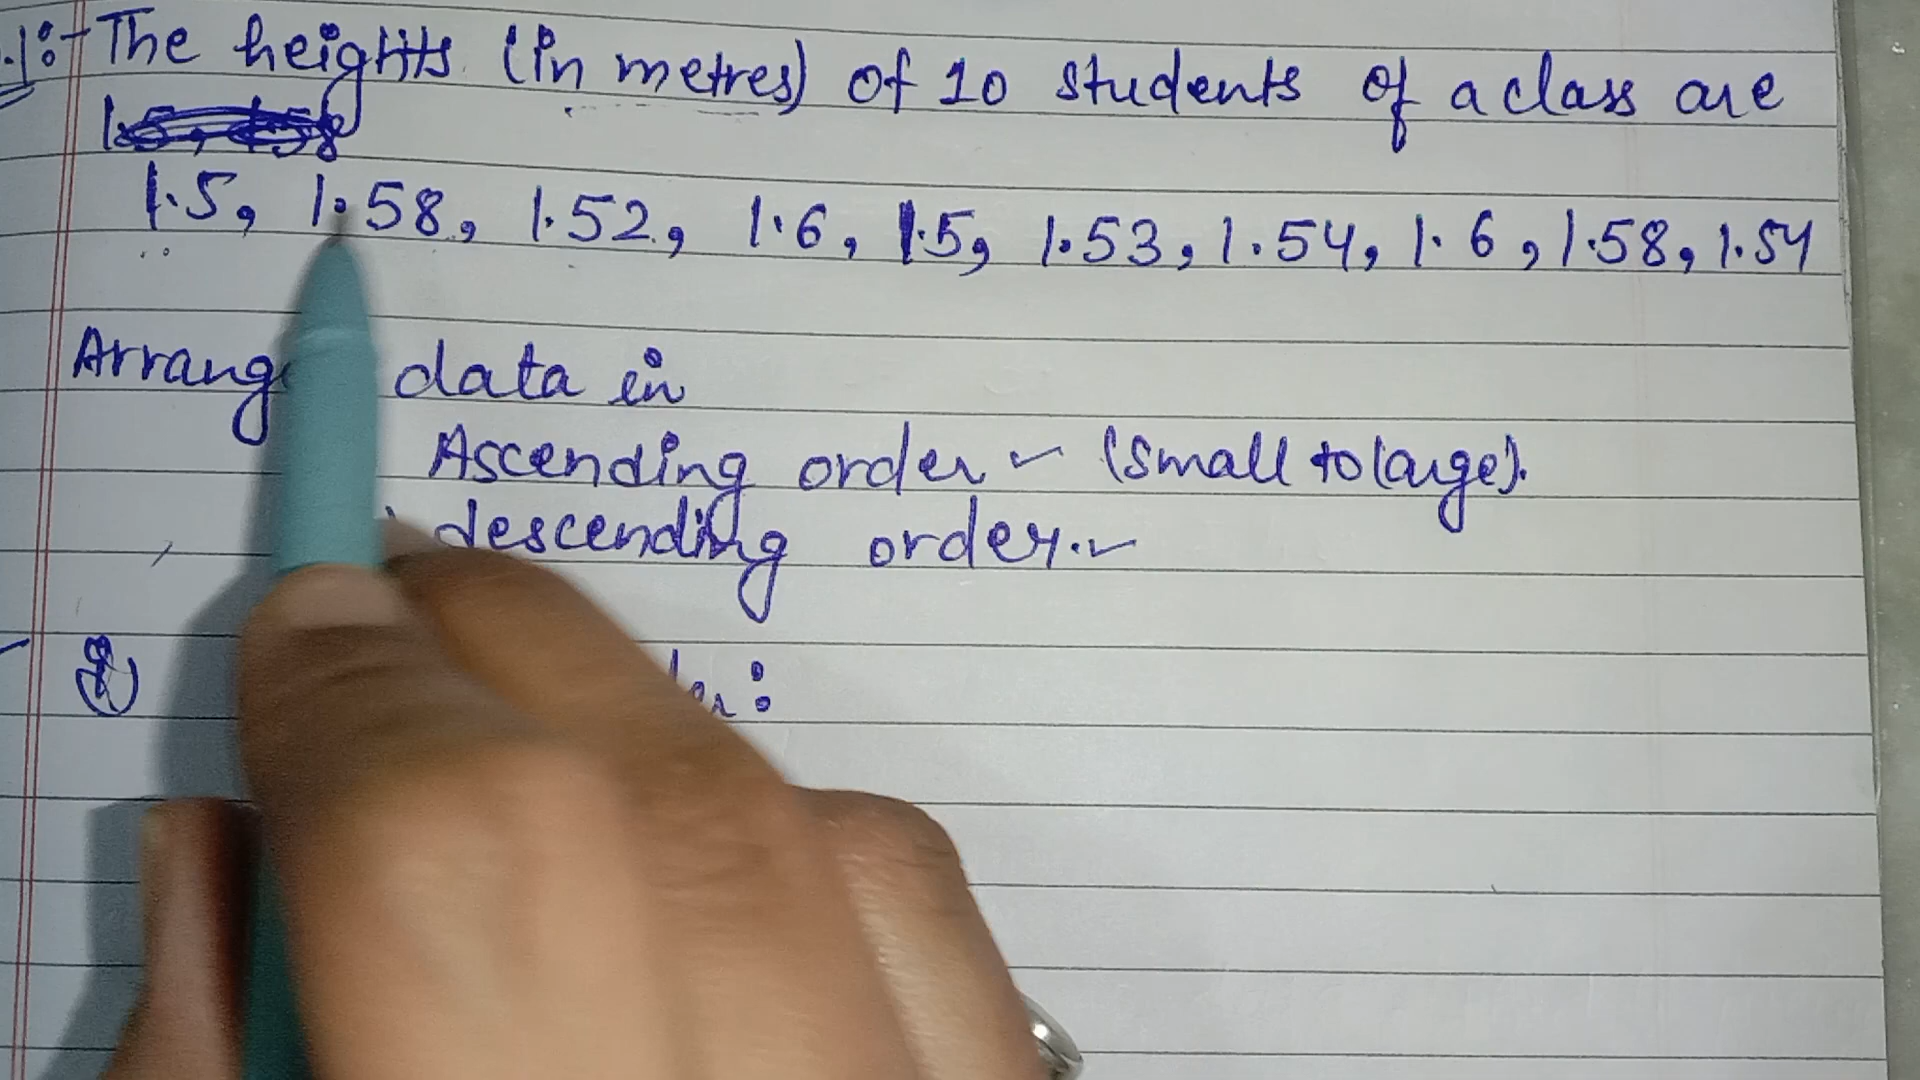 .1:- The heights (in metres) of 10 students of a class are
1.5, 1.58, 1.52, 1.6, 1.5, 1.53, 1.54, 1.6, 1.58, 1.54
Arrange data in
Ascending order ✓ (Small to large).
descending order. ✓